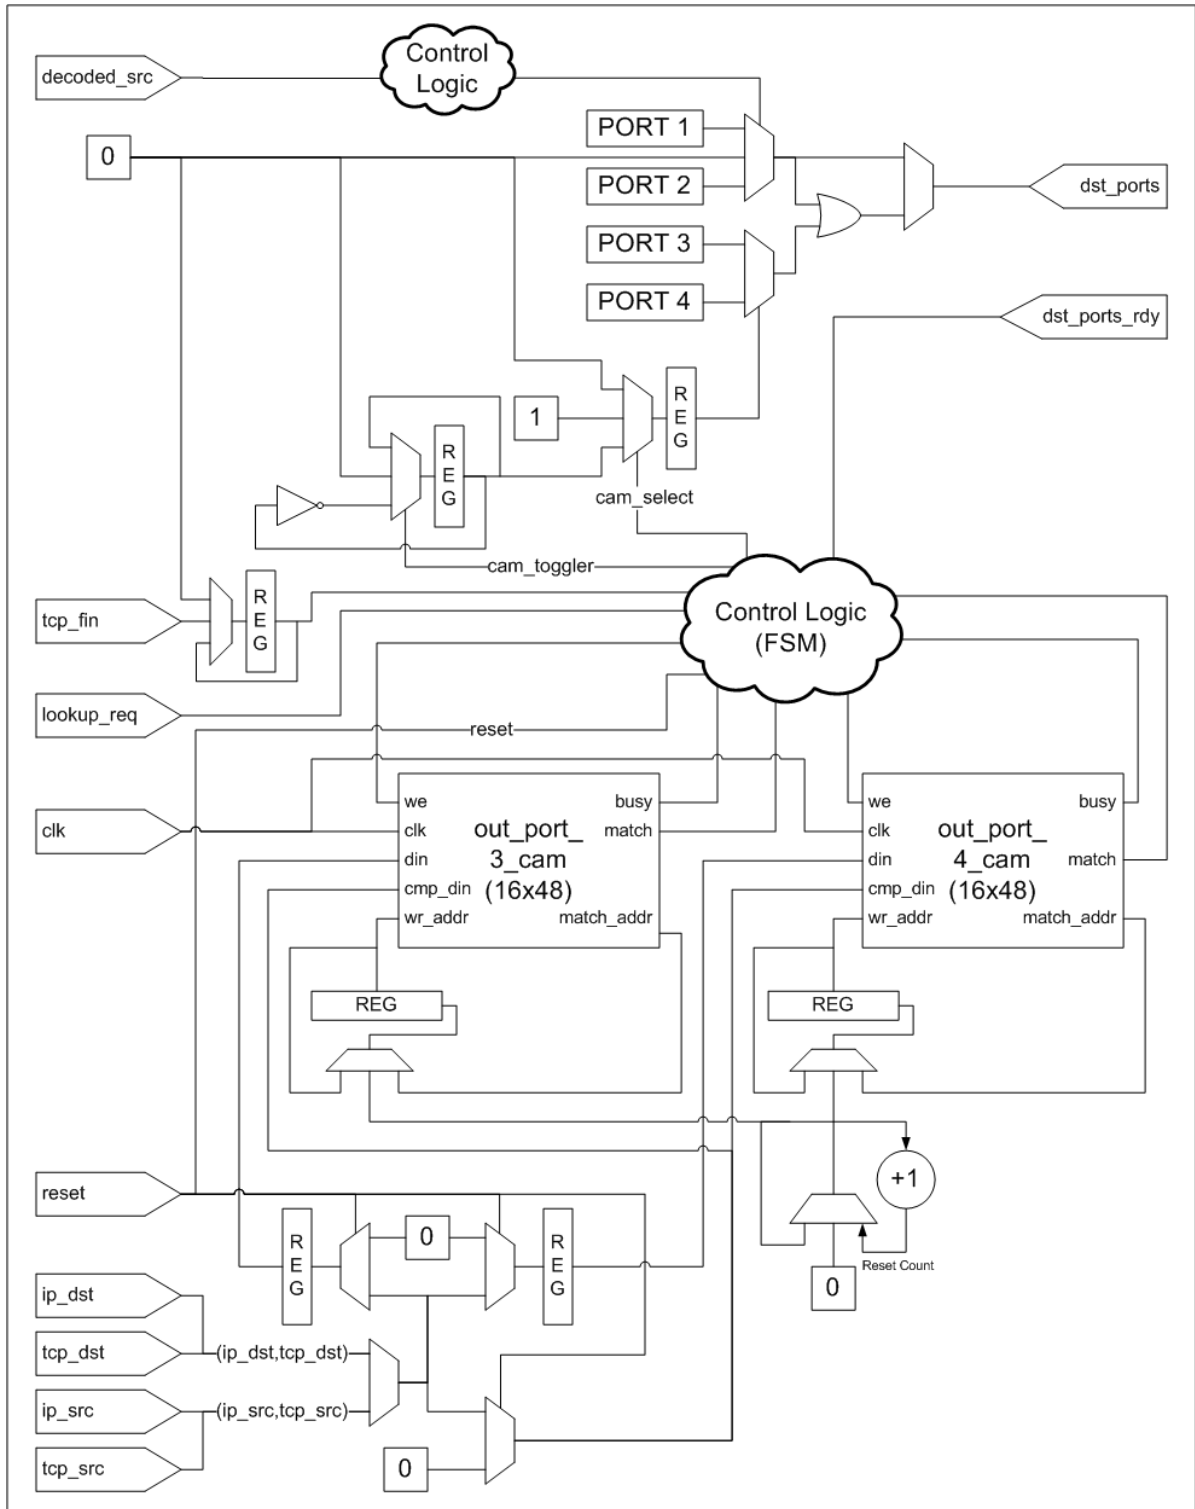 Control
Logic
decoded_src
PORT 1
0
PORT 2
dst_ports
PORT 3
PORT 4
dst_ports_rdy
1
R
E
G
R
E
G
cam_select
cam_toggler
R
E
G
tcp_fin
Control Logic
(FSM)
lookup_req
reset
clk
we
clk
din
cmp_din
wr_addr
out_port_
3_cam
(16x48)
busy
match
match_addr
we
clk
din
cmp_din
wr_addr
out_port_
4_cam
(16x48)
busy
match
match_addr
REG
REG
+1
reset
R
E
G
0
R
E
G
Reset Count
0
ip_dst
tcp_dst
(ip_dst,tcp_dst)
ip_src
(ip_src,tcp_src)
tcp_src
0